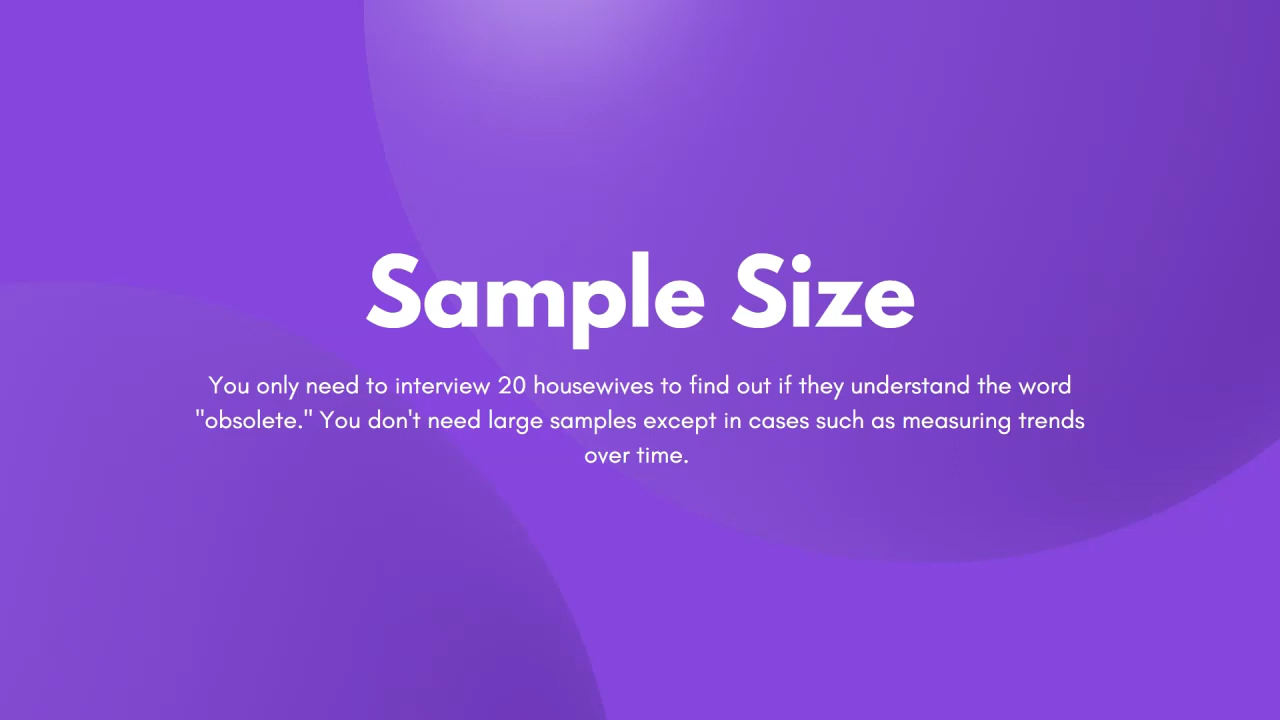 Sample Size
You only need to interview 20 housewives to find out if they understand the word
"obsolete." You don't need large samples except in cases such as measuring trends
over time.